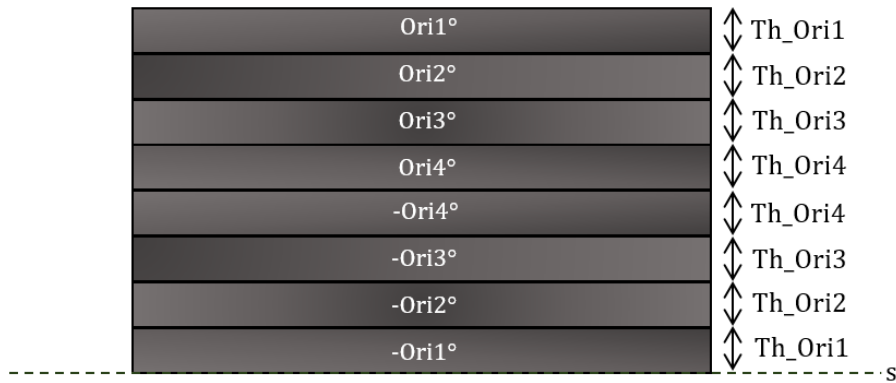 Ori1° Th_Ori1
Ori2° Th_Ori2
Ori3° Th_Ori3
Ori4° Th_Ori4
-Ori4° Th_Ori4
-Ori3° Th_Ori3
-Ori2° Th_Ori2
-Ori1° Th_Ori1
s